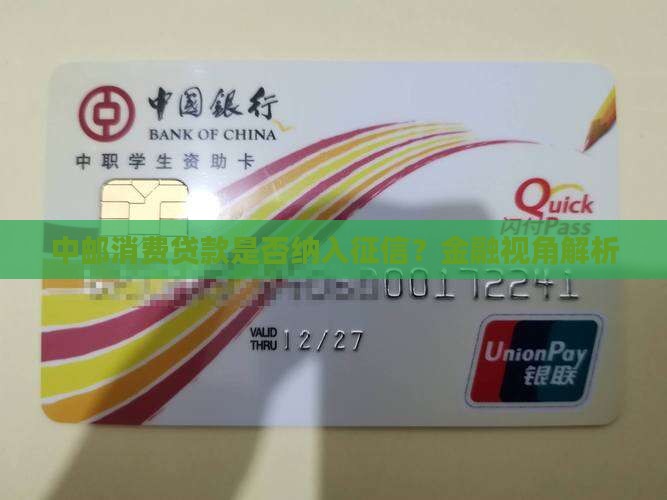 中国銀行
BANK OF CHINA
中职学生资助卡
Quick
闪付Pass
中邮消费贷款是否纳入征信？金融视角解析
00172241
VALID
THRU 12/27
UnionPay
银联